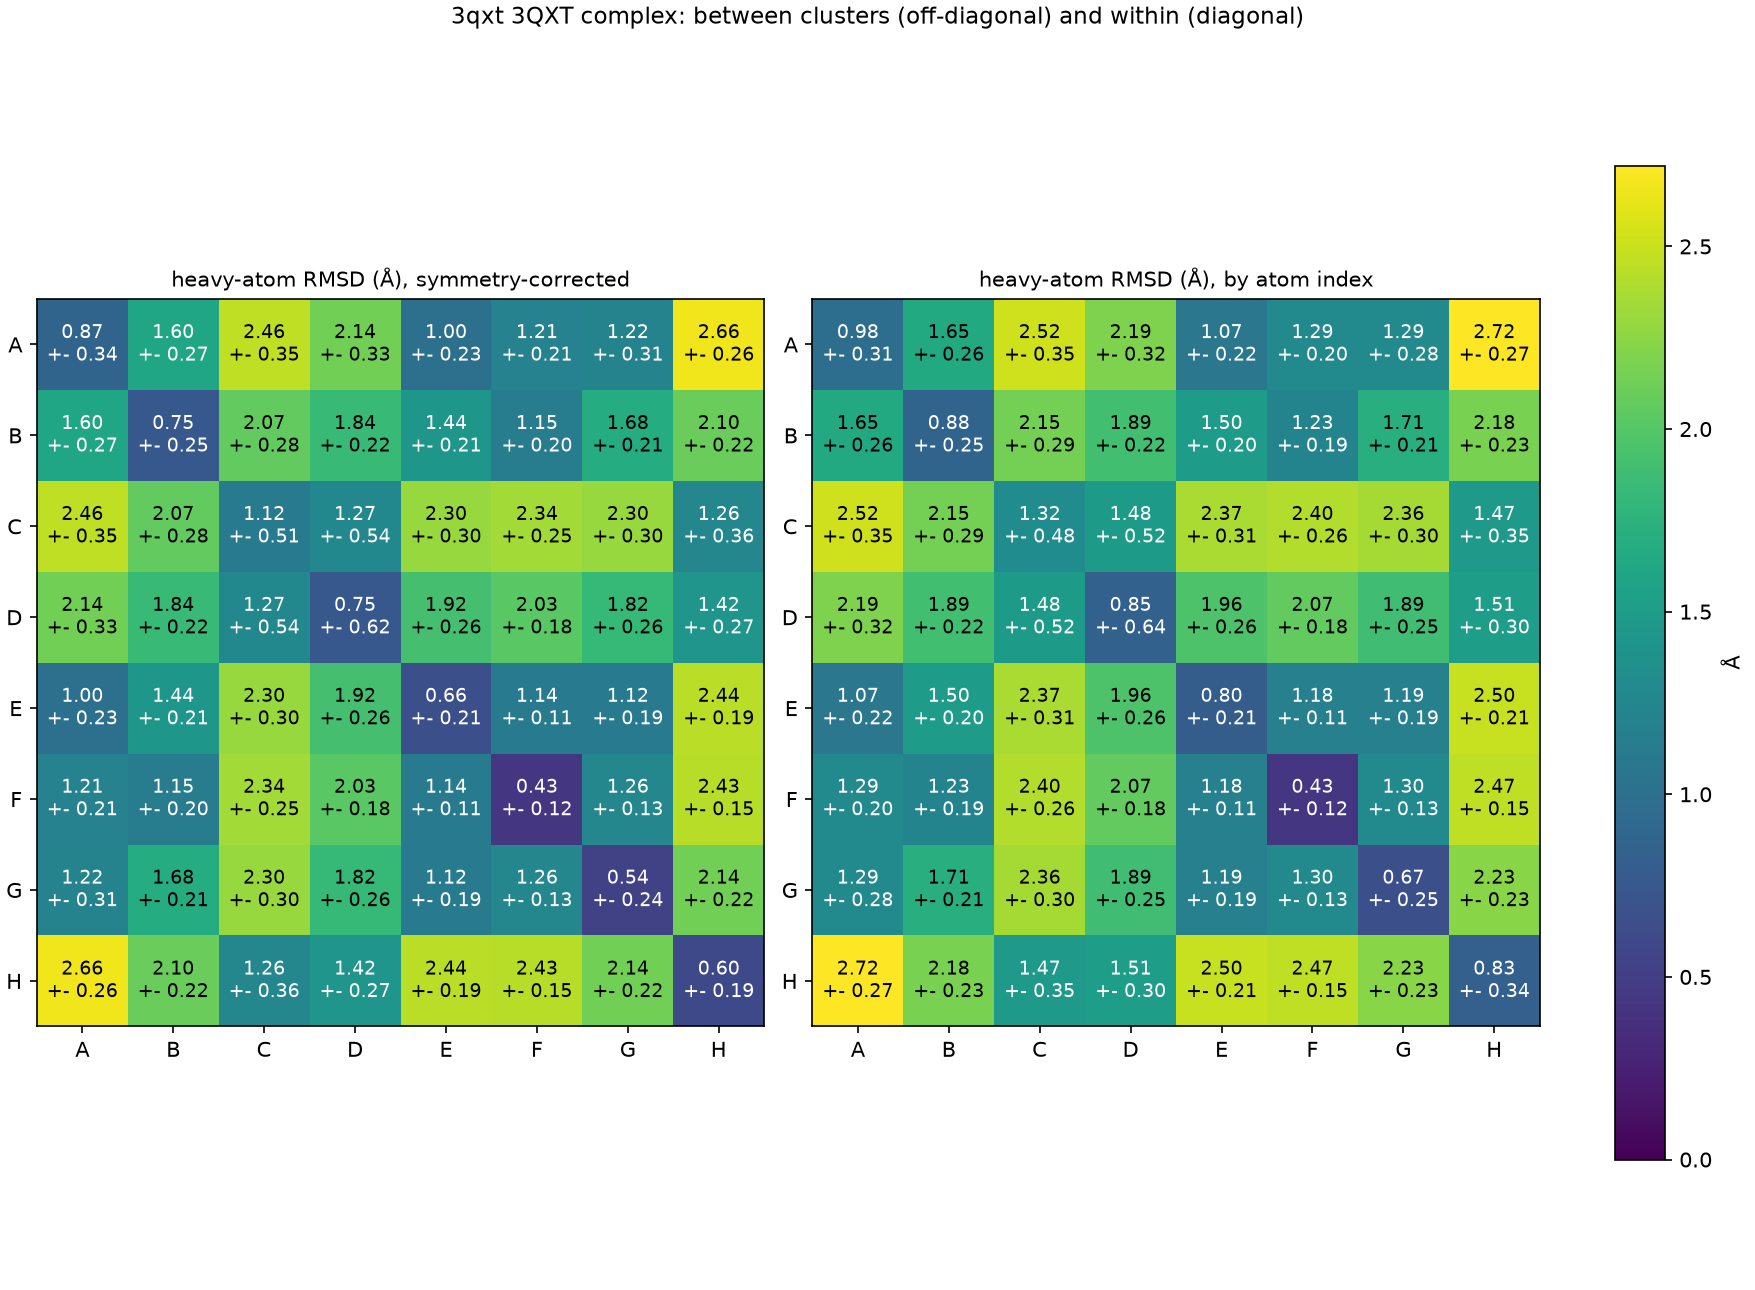 3qxt 3QXT complex: between clusters (off-diagonal) and within (diagonal)
heavy-atom RMSD (Å), symmetry-corrected
A 0.87 1.60 2.46 2.14 1.00 1.21 1.22 2.66
+- 0.34 +- 0.27 +- 0.35 +- 0.33 +- 0.23 +- 0.21 +- 0.31 +- 0.26
B 1.60 0.75 2.07 1.84 1.44 1.15 1.68 2.10
+- 0.27 +- 0.25 +- 0.28 +- 0.22 +- 0.21 +- 0.20 +- 0.21 +- 0.22
C 2.46 2.07 1.12 1.27 2.30 2.34 2.30 1.26
+- 0.35 +- 0.28 +- 0.51 +- 0.54 +- 0.30 +- 0.25 +- 0.30 +- 0.36
D 2.14 1.84 1.27 0.75 1.92 2.03 1.82 1.42
+- 0.33 +- 0.22 +- 0.54 +- 0.62 +- 0.26 +- 0.18 +- 0.26 +- 0.27
E 1.00 1.44 2.30 1.92 0.66 1.14 1.12 2.44
+- 0.23 +- 0.21 +- 0.30 +- 0.26 +- 0.21 +- 0.11 +- 0.19 +- 0.19
F 1.21 1.15 2.34 2.03 1.14 0.43 1.26 2.43
+- 0.21 +- 0.20 +- 0.25 +- 0.18 +- 0.11 +- 0.12 +- 0.13 +- 0.15
G 1.22 1.68 2.30 1.82 1.12 1.26 0.54 2.14
+- 0.31 +- 0.21 +- 0.30 +- 0.26 +- 0.19 +- 0.13 +- 0.24 +- 0.22
H 2.66 2.10 1.26 1.42 2.44 2.43 2.14 0.60
+- 0.26 +- 0.22 +- 0.36 +- 0.27 +- 0.19 +- 0.15 +- 0.22 +- 0.19
A B C D E F G H
heavy-atom RMSD (Å), by atom index
A 0.98 1.65 2.52 2.19 1.07 1.29 1.29 2.72
+- 0.31 +- 0.26 +- 0.35 +- 0.32 +- 0.22 +- 0.20 +- 0.28 +- 0.27
B 1.65 0.88 2.15 1.89 1.50 1.23 1.71 2.18
+- 0.26 +- 0.25 +- 0.29 +- 0.22 +- 0.20 +- 0.19 +- 0.21 +- 0.23
C 2.52 2.15 1.32 1.48 2.37 2.40 2.36 1.47
+- 0.35 +- 0.29 +- 0.48 +- 0.52 +- 0.31 +- 0.26 +- 0.30 +- 0.35
D 2.19 1.89 1.48 0.85 1.96 2.07 1.89 1.51
+- 0.32 +- 0.22 +- 0.52 +- 0.64 +- 0.26 +- 0.18 +- 0.25 +- 0.30
E 1.07 1.50 2.37 1.96 0.80 1.18 1.19 2.50
+- 0.22 +- 0.20 +- 0.31 +- 0.26 +- 0.21 +- 0.11 +- 0.19 +- 0.21
F 1.29 1.23 2.40 2.07 1.18 0.43 1.30 2.47
+- 0.20 +- 0.19 +- 0.26 +- 0.18 +- 0.11 +- 0.12 +- 0.13 +- 0.15
G 1.29 1.71 2.36 1.89 1.19 1.30 0.67 2.23
+- 0.28 +- 0.21 +- 0.30 +- 0.25 +- 0.19 +- 0.13 +- 0.25 +- 0.23
H 2.72 2.18 1.47 1.51 2.50 2.47 2.23 0.83
+- 0.27 +- 0.23 +- 0.35 +- 0.30 +- 0.21 +- 0.15 +- 0.23 +- 0.34
A B C D E F G H
2.5
2.0
1.5
1.0
0.5
0.0
Å